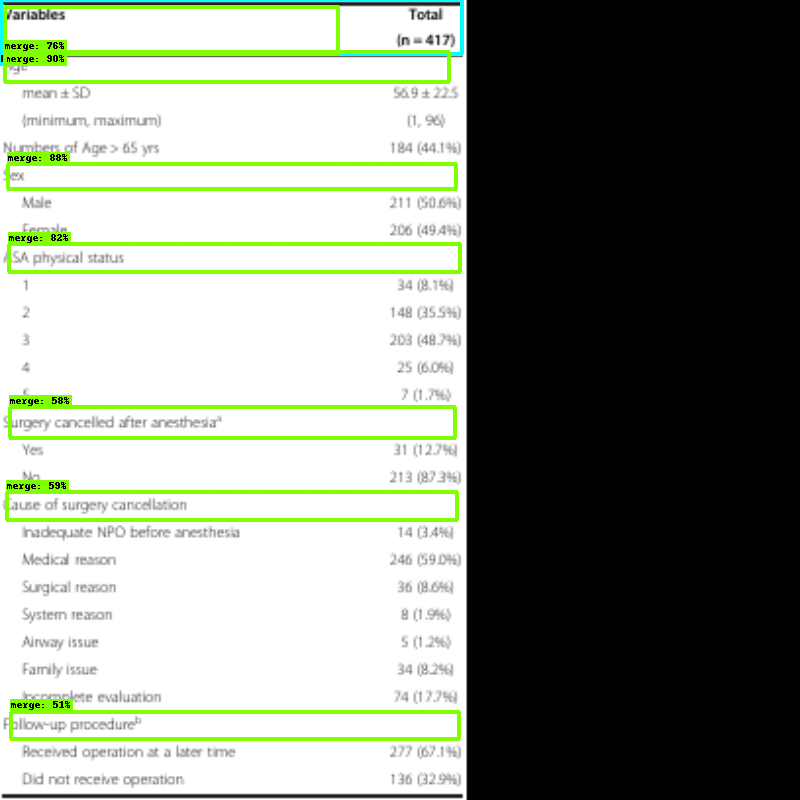 Variables Total
(n = 417)
merge: 76%
merge: 90%
Age
mean ± SD 56.9 ± 22.5
(minimum, maximum) (1, 96)
Numbers of Age > 65 yrs 184 (44.1%)
merge: 88%
Sex
Male 211 (50.6%)
Female 206 (49.4%)
merge: 82%
ASA physical status
1 34 (8.1%)
2 148 (35.5%)
3 203 (48.7%)
4 25 (6.0%)
5 7 (1.7%)
merge: 58%
Surgery cancelled after anesthesiaᵃ
Yes 31 (12.7%)
No 213 (87.3%)
merge: 59%
Cause of surgery cancellation
Inadequate NPO before anesthesia 14 (3.4%)
Medical reason 246 (59.0%)
Surgical reason 36 (8.6%)
System reason 8 (1.9%)
Airway issue 5 (1.2%)
Family issue 34 (8.2%)
Incomplete evaluation 74 (17.7%)
merge: 51%
Follow-up procedureᵇ
Received operation at a later time 277 (67.1%)
Did not receive operation 136 (32.9%)